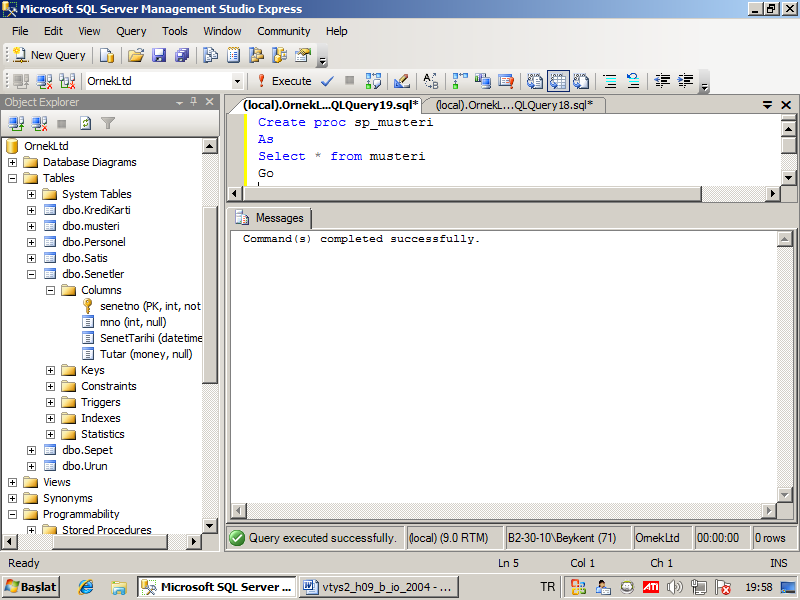 Microsoft SQL Server Management Studio Express
File Edit View Query Tools Window Community Help
New Query
OrnekLtd Execute
Object Explorer
(local).OrnekL...QLQuery19.sql* (local).OrnekL...QLQuery18.sql*
OrnekLtd
Database Diagrams
Tables
System Tables
dbo.KrediKarti
dbo.musteri
dbo.Personel
dbo.Satis
dbo.Senetler
Columns
senetno (PK, int, not
mno (int, null)
SenetTarihi (datetime
Tutar (money, null)
Keys
Constraints
Triggers
Indexes
Statistics
dbo.Sepet
dbo.Urun
Views
Synonyms
Programmability
Stored Procedures
Create proc sp_musteri
As
Select * from musteri
Go
Messages
Command(s) completed successfully.
Query executed successfully. (local) (9.0 RTM) B2-30-10\Beykent (71) OrnekLtd 00:00:00 0 rows
Ready Ln 5 Col 1 Ch 1 INS
Başlat Microsoft SQL Server ... vtys2_h09_b_io_2004 - ... TR ATI 19:58